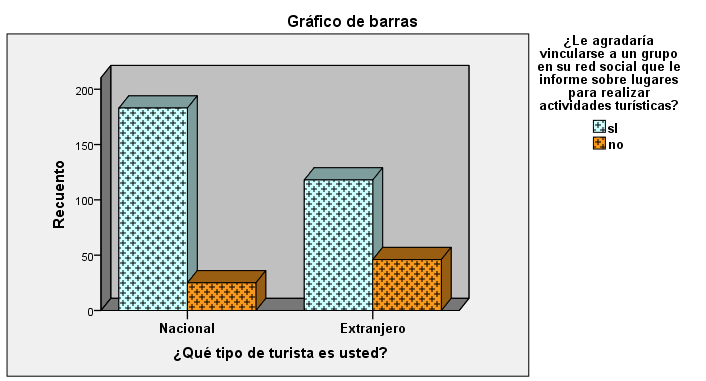 Gráfico de barras
¿Le agradaría
vincularse a un grupo
en su red social que le
informe sobre lugares
para realizar
actividades turísticas?
sI
no
Recuento
200
150
100
50
0
Nacional
Extranjero
¿Qué tipo de turista es usted?